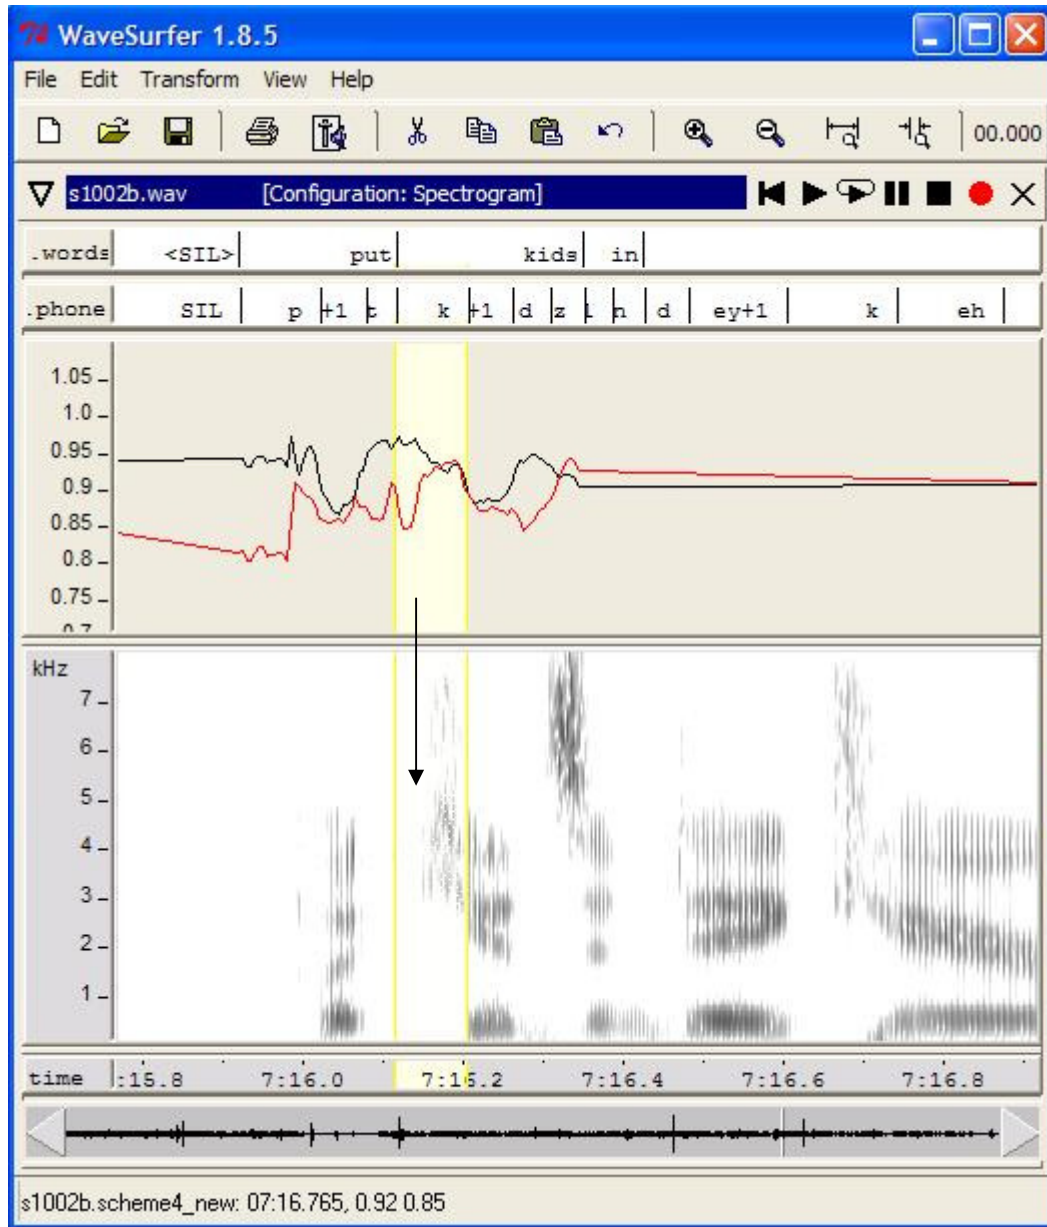 WaveSurfer 1.8.5
File Edit Transform View Help
00.000
s1002b.wav [Configuration: Spectrogram]
.words <SIL> put kids in
.phone SIL p +1 t k +1 d z n d ey+1 k eh
1.05
1.0
0.95
0.9
0.85
0.8
0.75
kHz
7
6
5
4
3
2
1
time :15.8 7:16.0 7:16.2 7:16.4 7:16.6 7:16.8
s1002b.scheme4_new: 07:16.765, 0.92 0.85